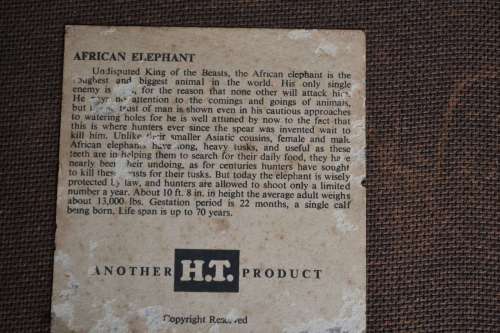 AFRICAN ELEPHANT
Undisputed King of the Beasts, the African elephant is the
and biggest animal in the world. His only single
enemy is for the reason that none other will attack him.
He no attention to the comings and goings of animals,
but of man is shown even in his cautious approaches
to watering holes for he is well attuned by now to the fact that
this is where hunters ever since the spear was invented wait to
kill him. Unlike their smaller Asiatic cousins, female and male
African elephants have long, heavy tusks, and useful as these
teeth are in helping them to search for their daily food, they have
nearly been their undoing, as for centuries hunters have sought
to kill these beasts for their tusks. But today the elephant is wisely
protected by law, and hunters are allowed to shoot only a limited
number a year. About 10 ft. 8 in. in height the average adult weighs
about 13,000 lbs. Gestation period is 22 months, a single calf
being born. Life span is up to 70 years.
ANOTHER H.T. PRODUCT
Copyright Reserved